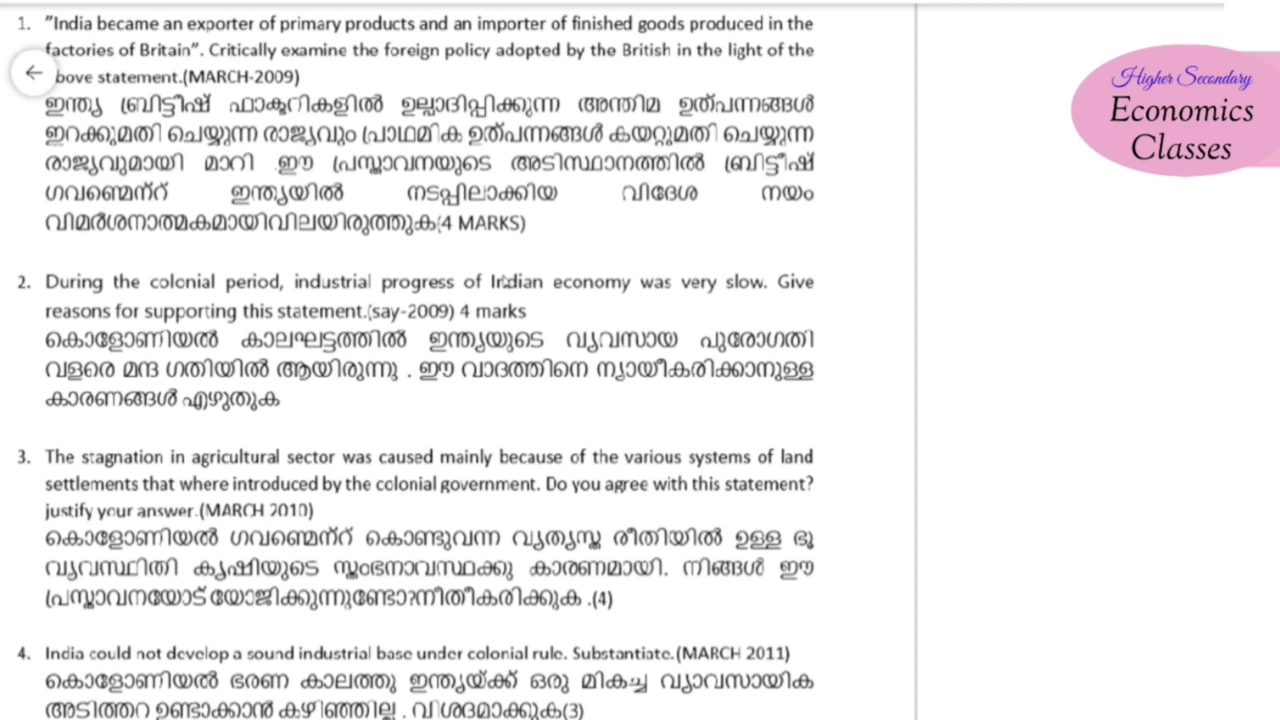 1. "India became an exporter of primary products and an importer of finished goods produced in the
factories of Britain". Critically examine the foreign policy adopted by the British in the light of the
bove statement.(MARCH-2009)
ഇന്ത്യ ബ്രിട്ടീഷ് ഫാക്ടറികളിൽ ഉല്പാദിപ്പിക്കുന്ന അന്തിമ ഉത്പന്നങ്ങൾ
ഇറക്കുമതി ചെയ്യുന്ന രാജ്യവും പ്രാഥമിക ഉത്പന്നങ്ങൾ കയറ്റുമതി ചെയ്യുന്ന
രാജ്യവുമായി മാറി .ഈ പ്രസ്താവനയുടെ അടിസ്ഥാനത്തിൽ ബ്രിട്ടീഷ്
ഗവണ്മെന്റ് ഇന്ത്യയിൽ നടപ്പിലാക്കിയ വിദേശ നയം
വിമർശനാത്മകമായിവിലയിരുത്തുക(4 MARKS)
2. During the colonial period, industrial progress of Indian economy was very slow. Give
reasons for supporting this statement.(say-2009) 4 marks
കൊളോണിയൽ കാലഘട്ടത്തിൽ ഇന്ത്യയുടെ വ്യവസായ പുരോഗതി
വളരെ മന്ദ ഗതിയിൽ ആയിരുന്നു . ഈ വാദത്തിനെ ന്യായീകരിക്കാനുള്ള
കാരണങ്ങൾ എഴുതുക
3. The stagnation in agricultural sector was caused mainly because of the various systems of land
settlements that where introduced by the colonial government. Do you agree with this statement?
justify your answer.(MARCH 2010)
കൊളോണിയൽ ഗവണ്മെന്റ് കൊണ്ടുവന്ന വ്യത്യസ്ത രീതിയിൽ ഉള്ള ഭൂ
വ്യവസ്ഥിതി കൃഷിയുടെ സ്തംഭനാവസ്ഥക്കു കാരണമായി. നിങ്ങൾ ഈ
പ്രസ്താവനയോട് യോജിക്കുന്നുണ്ടോ?നീതീകരിക്കുക .(4)
4. India could not develop a sound industrial base under colonial rule. Substantiate.(MARCH 2011)
കൊളോണിയൽ ഭരണ കാലത്തു ഇന്ത്യയ്ക്ക് ഒരു മികച്ച വ്യാവസായിക
അടിത്തറ ഉണ്ടാക്കാൻ കഴിഞ്ഞില്ല . വിശദമാക്കുക(3)
Higher Secondary
Economics
Classes